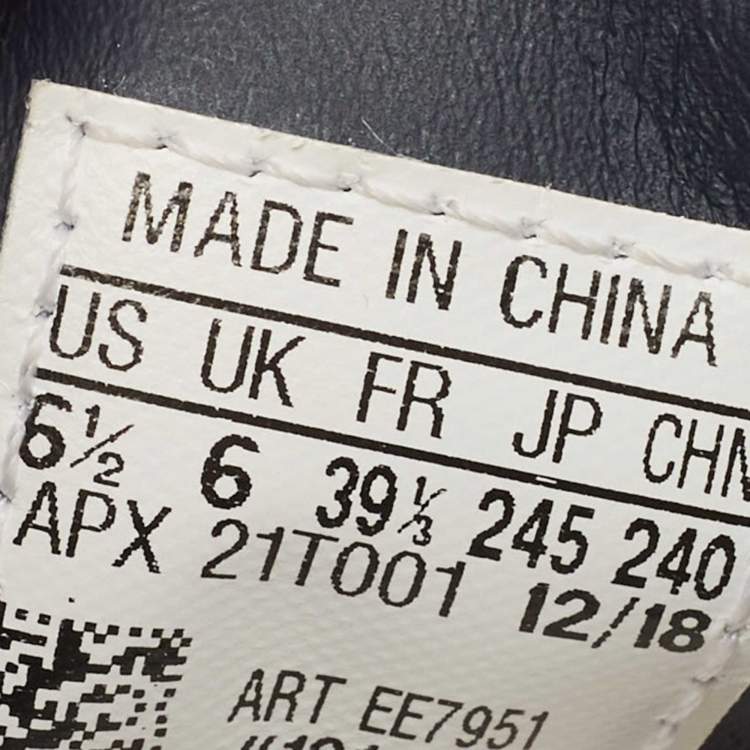 MADE IN CHINA
US UK FR JP CHN
6½ 6 39⅓ 245 240
APX 21T001 12/18
ART EE7951